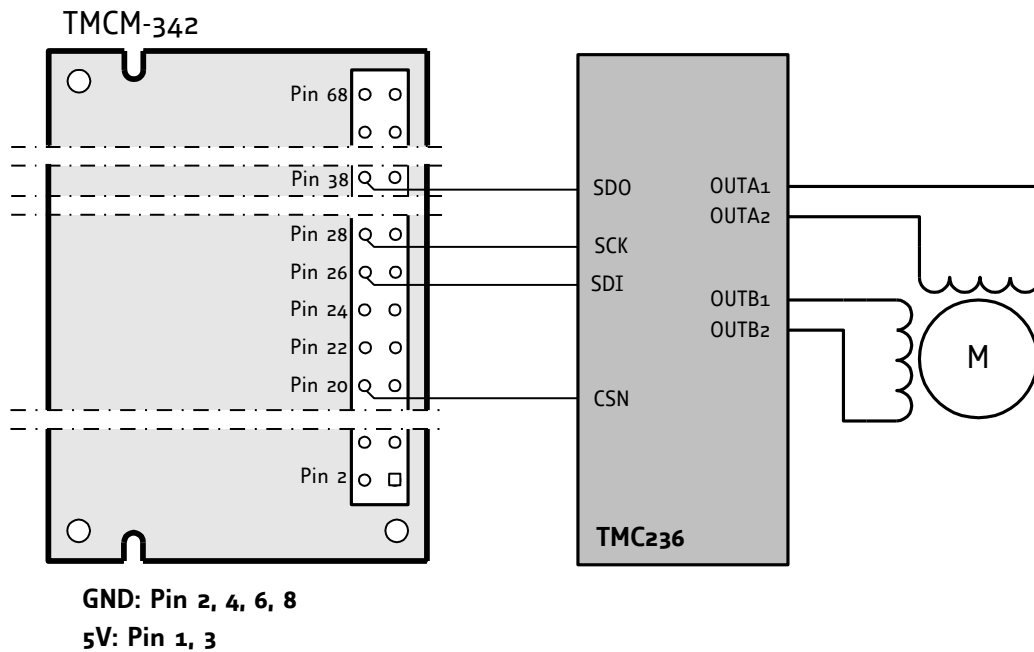 TMCM-342
Pin 68
Pin 38
Pin 28
Pin 26
Pin 24
Pin 22
Pin 20
Pin 2
SDO
SCK
SDI
CSN
OUTA1
OUTA2
OUTB1
OUTB2
M
TMC236
GND: Pin 2, 4, 6, 8
5V: Pin 1, 3